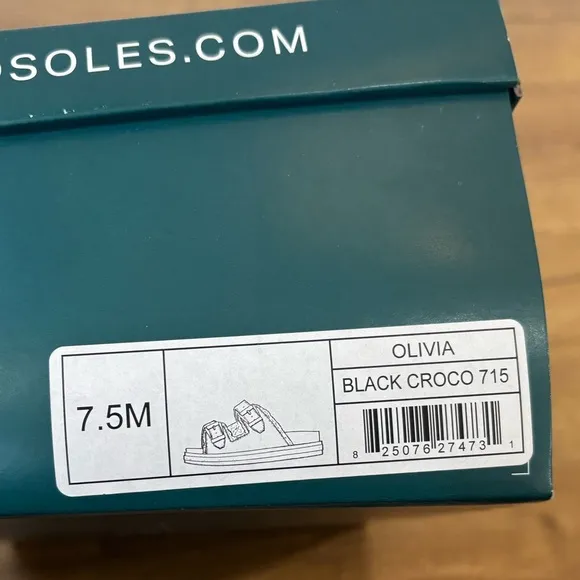 OSOLES.COM
7.5M
OLIVIA
BLACK CROCO 715
8 25076 27473 1